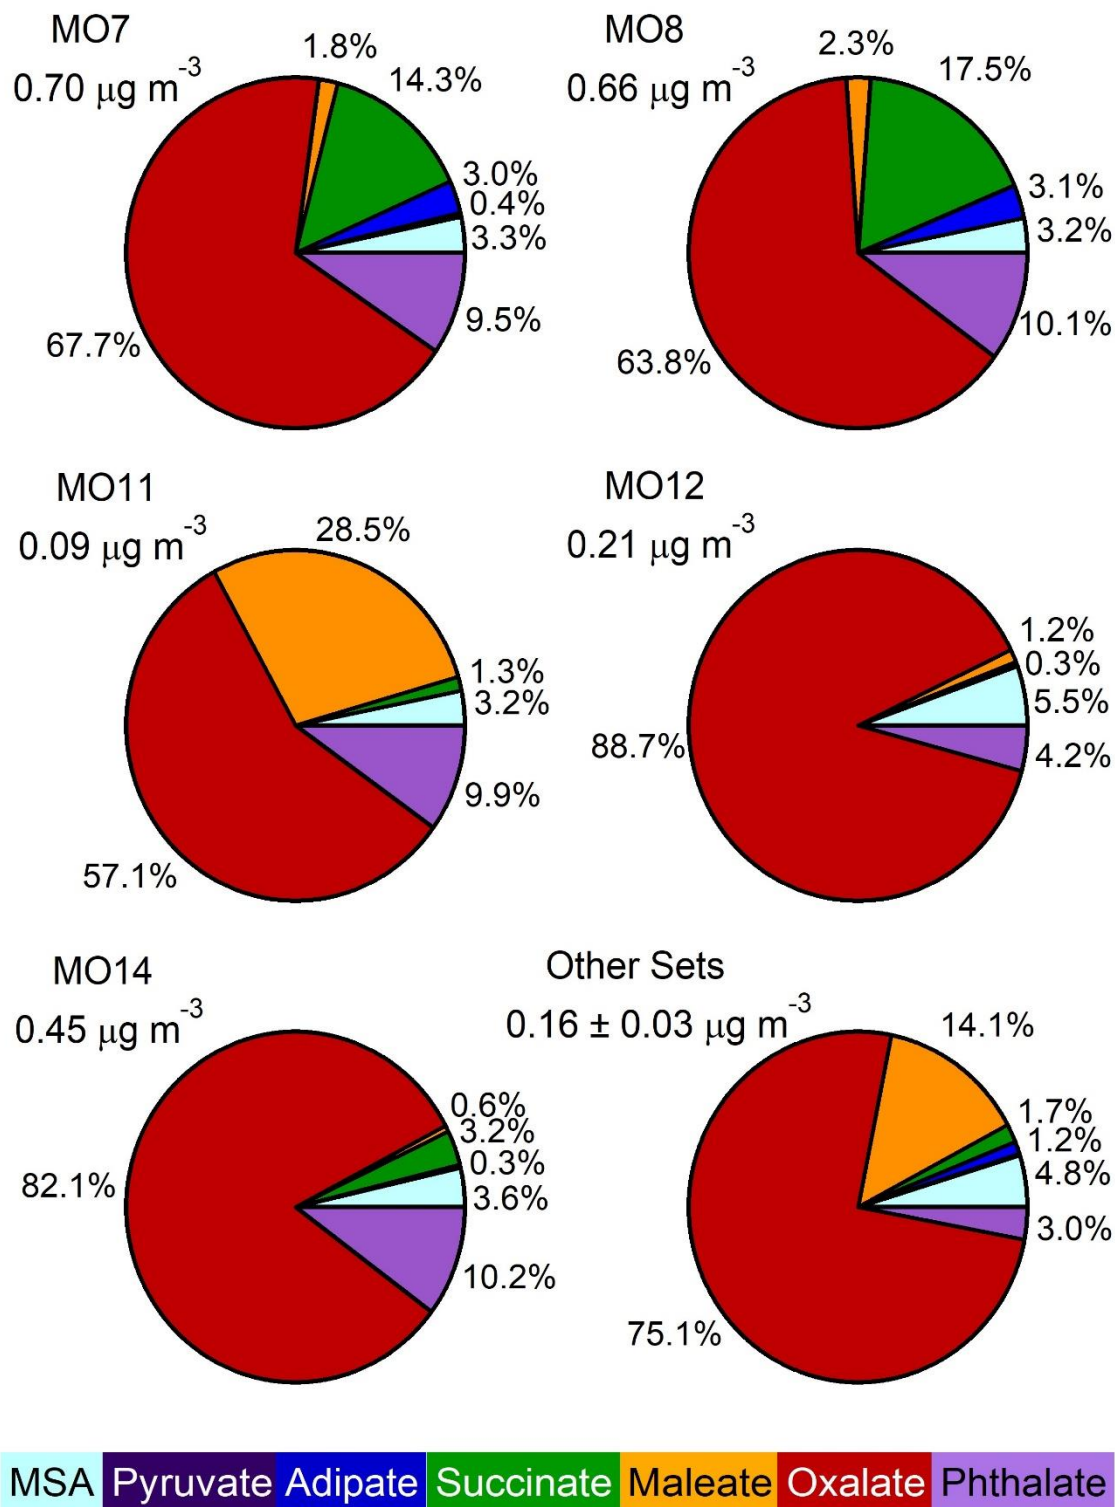 MO7
0.70 μg m⁻³
1.8%
14.3%
3.0%
0.4%
3.3%
9.5%
67.7%
MO8
0.66 μg m⁻³
2.3%
17.5%
3.1%
3.2%
10.1%
63.8%
MO11
0.09 μg m⁻³
28.5%
1.3%
3.2%
9.9%
57.1%
MO12
0.21 μg m⁻³
1.2%
0.3%
5.5%
4.2%
88.7%
MO14
0.45 μg m⁻³
0.6%
3.2%
0.3%
3.6%
10.2%
82.1%
Other Sets
0.16 ± 0.03 μg m⁻³
14.1%
1.7%
1.2%
4.8%
3.0%
75.1%
MSA Pyruvate Adipate Succinate Maleate Oxalate Phthalate